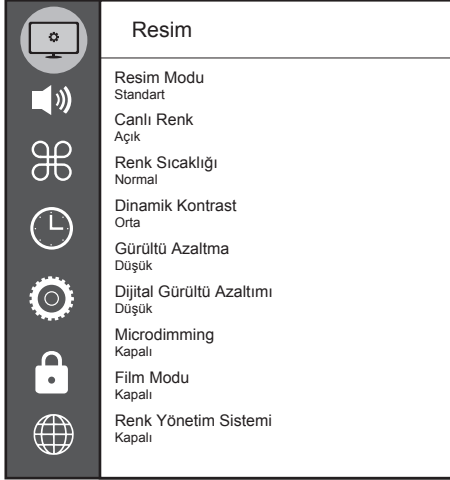 Resim
Resim Modu
Standart
Canlı Renk
Açık
Renk Sıcaklığı
Normal
Dinamik Kontrast
Orta
Gürültü Azaltma
Düşük
Dijital Gürültü Azaltımı
Düşük
Microdimming
Kapalı
Film Modu
Kapalı
Renk Yönetim Sistemi
Kapalı